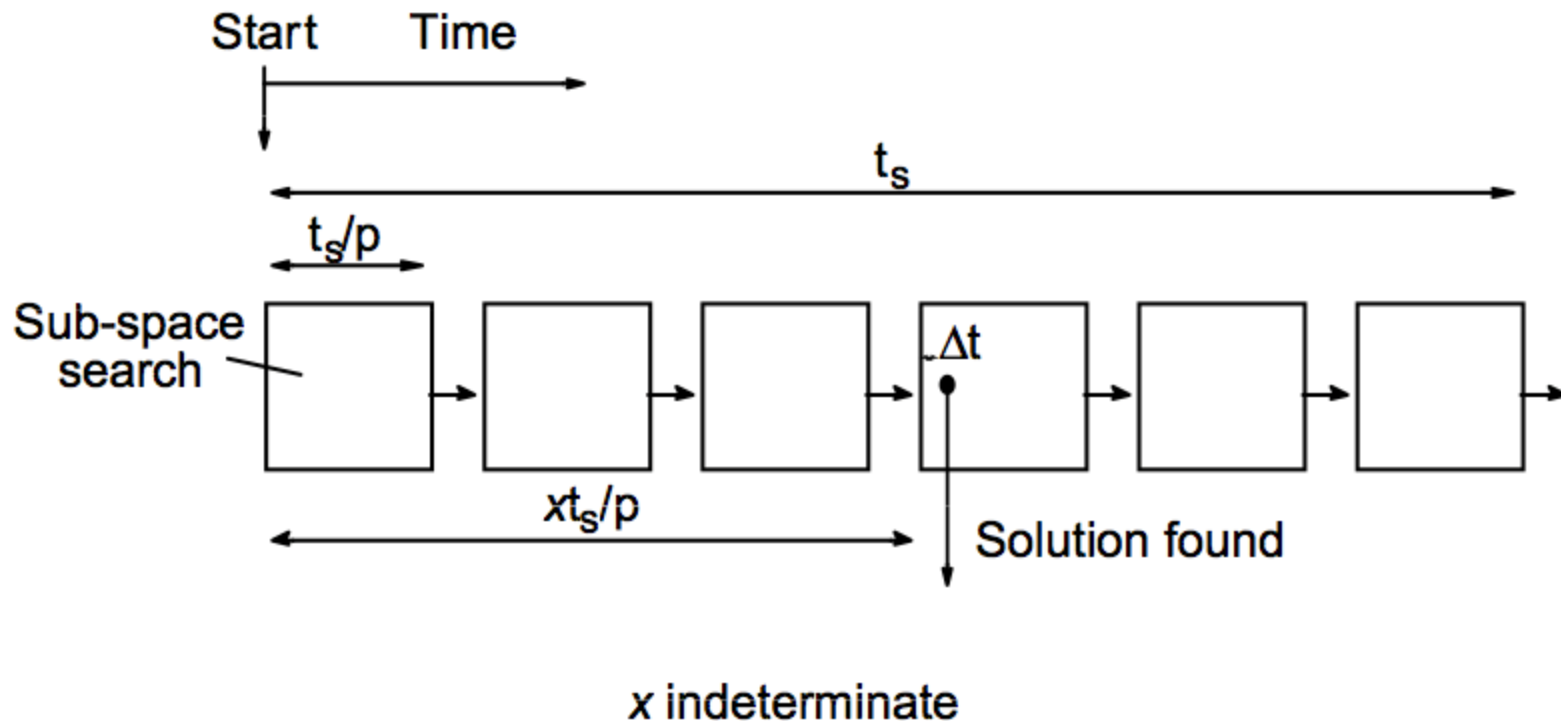 Start Time
ts
ts/p
Sub-space
search
Δt
xts/p
Solution found
x indeterminate